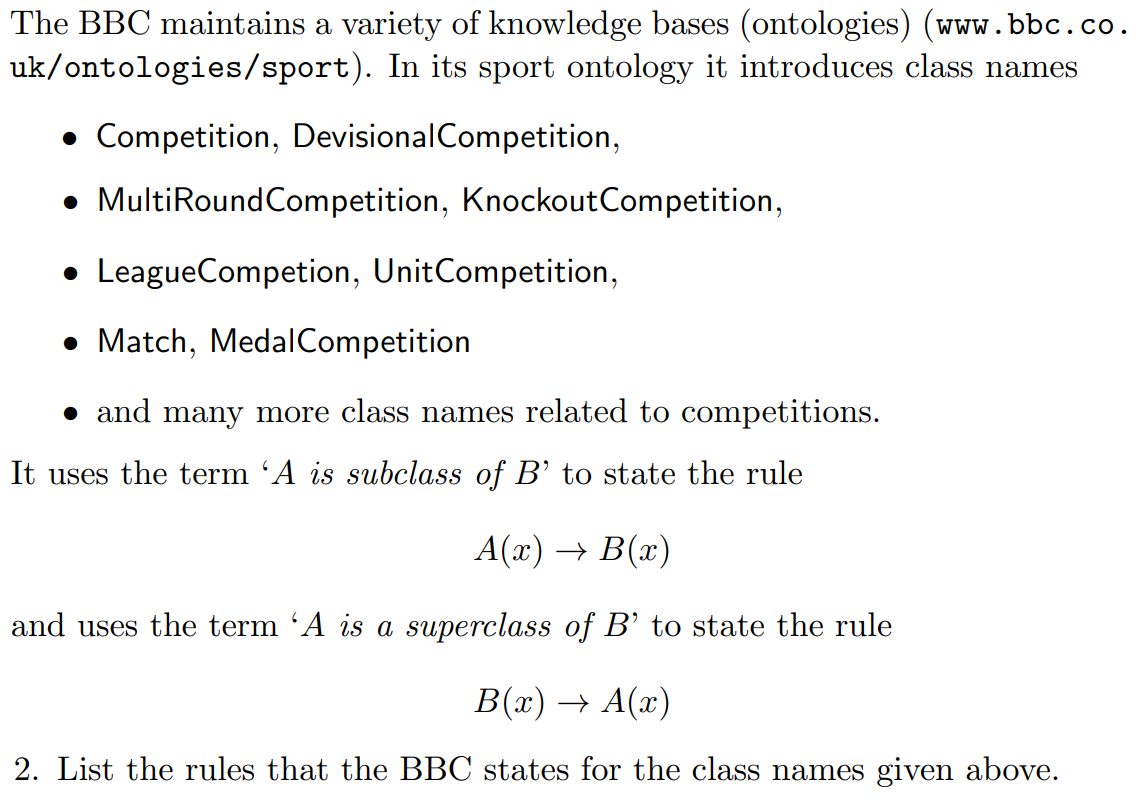 The BBC maintains a variety of knowledge bases (ontologies) (www.bbc.co.
uk/ontologies/sport). In its sport ontology it introduces class names
• Competition, DevisionalCompetition,
• MultiRoundCompetition, KnockoutCompetition,
• LeagueCompetion, UnitCompetition,
• Match, MedalCompetition
• and many more class names related to competitions.
It uses the term ‘A is subclass of B’ to state the rule
A(x) → B(x)
and uses the term ‘A is a superclass of B’ to state the rule
B(x) → A(x)
2. List the rules that the BBC states for the class names given above.